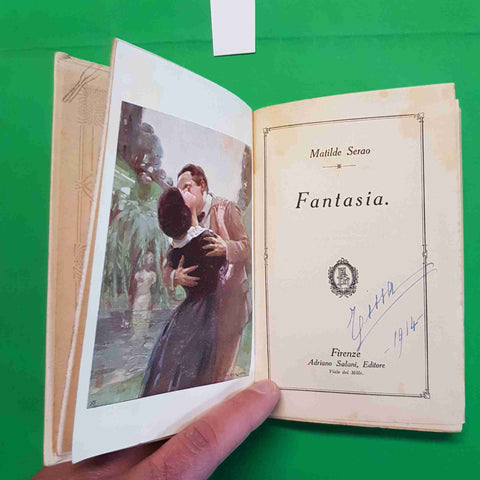 Matilde Serao
Fantasia.
-1914-
Firenze
Adriano Salani, Editore
Viale dei Mille.